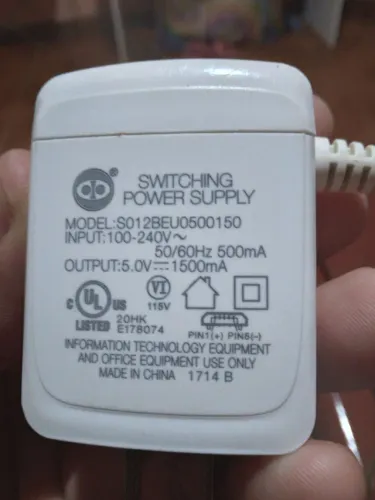 SWITCHING
POWER SUPPLY
MODEL:S012BEU0500150
INPUT:100-240V~
50/60Hz 500mA
OUTPUT:5.0V⎓1500mA
C UL US
LISTED
20HK
E178074
VI
115V
PIN1(+) PIN5(-)
INFORMATION TECHNOLOGY EQUIPMENT
AND OFFICE EQUIPMENT USE ONLY
MADE IN CHINA 1714 B